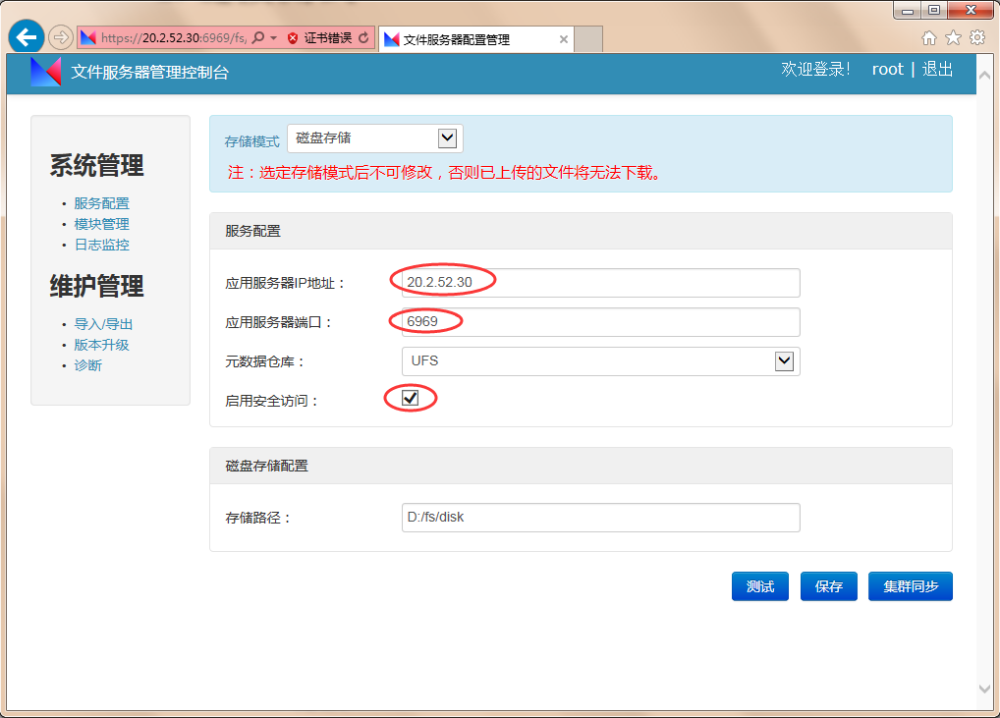 https://20.2.52.30:6969/fs, 证书错误 文件服务器配置管理
文件服务器管理控制台 欢迎登录! root | 退出
系统管理
• 服务配置
• 模块管理
• 日志监控
维护管理
• 导入/导出
• 版本升级
• 诊断
存储模式 磁盘存储
注：选定存储模式后不可修改，否则已上传的文件将无法下载。
服务配置
应用服务器IP地址： 20.2.52.30
应用服务器端口： 6969
元数据仓库： UFS
启用安全访问：
磁盘存储配置
存储路径： D:/fs/disk
测试 保存 集群同步